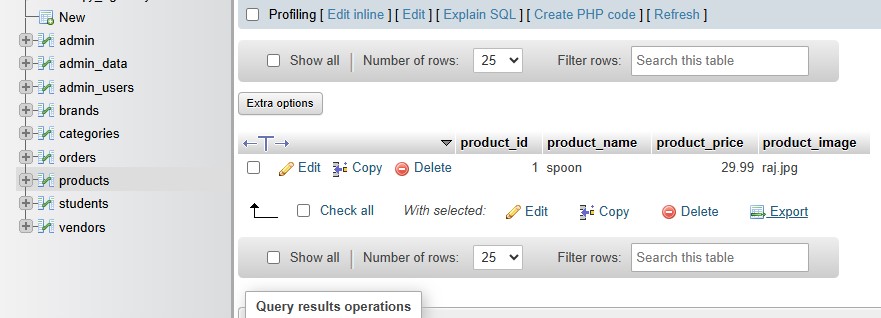 New
admin
admin_data
admin_users
brands
categories
orders
products
students
vendors
Profiling [ Edit inline ] [ Edit ] [ Explain SQL ] [ Create PHP code ] [ Refresh ]
Show all | Number of rows: 25 Filter rows: Search this table
Extra options
product_id product_name product_price product_image
Edit Copy Delete 1 spoon 29.99 raj.jpg
Check all With selected: Edit Copy Delete Export
Show all | Number of rows: 25 Filter rows: Search this table
Query results operations